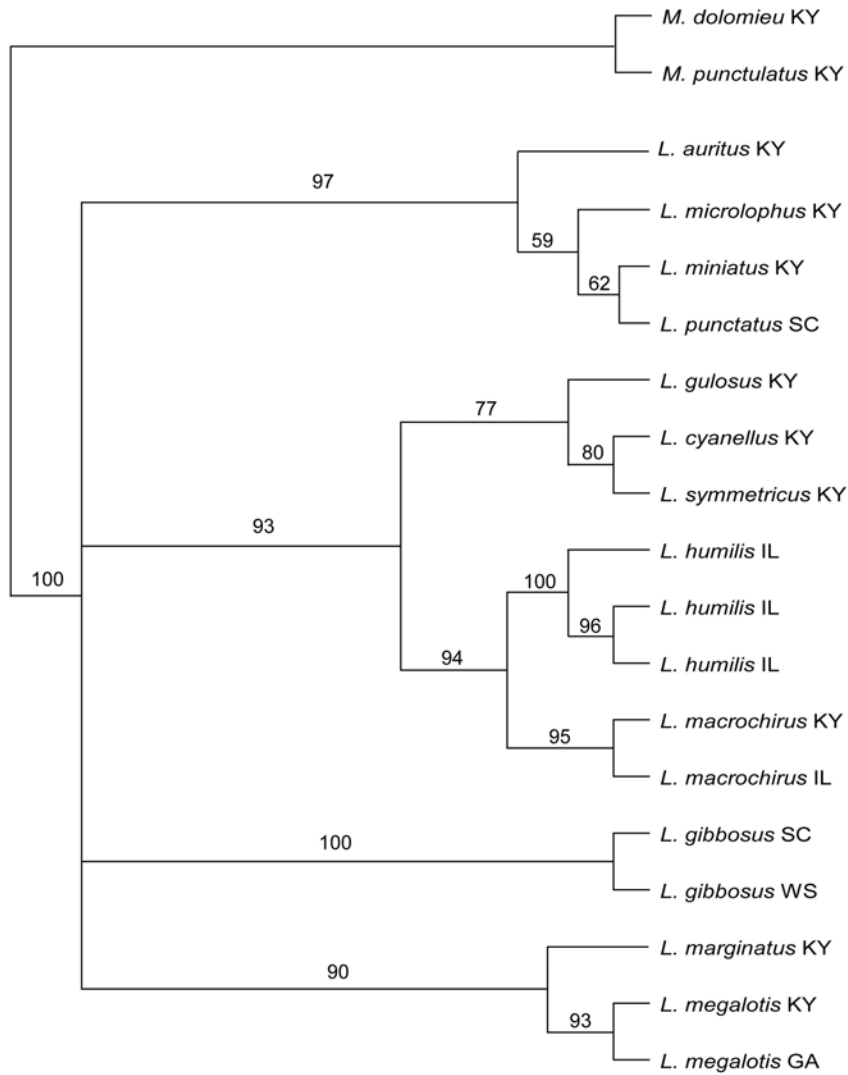 M. dolomieu KY
M. punctulatus KY
L. auritus KY
97
L. microlophus KY
59
L. miniatus KY
62
L. punctatus SC
L. gulosus KY
77
L. cyanellus KY
80
L. symmetricus KY
93
L. humilis IL
100
100
L. humilis IL
96
94
L. humilis IL
L. macrochirus KY
95
L. macrochirus IL
L. gibbosus SC
100
L. gibbosus WS
L. marginatus KY
90
L. megalotis KY
93
L. megalotis GA